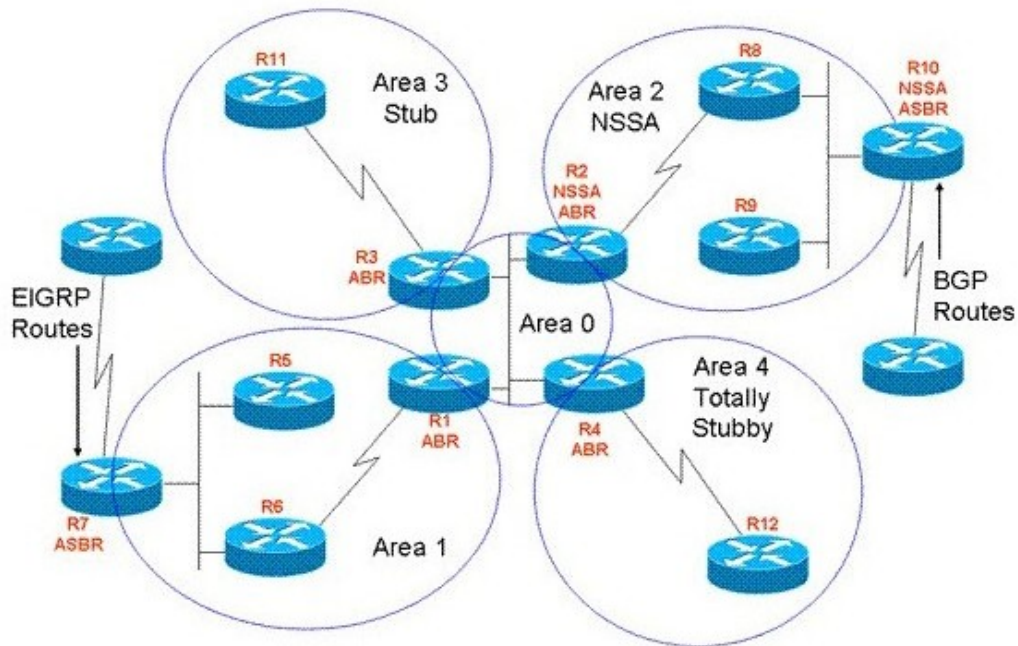 R11
Area 3
Stub
R8
Area 2
NSSA
R10
NSSA
ASBR
R2
NSSA
ABR
R9
R3
ABR
EIGRP
Routes
BGP
Routes
Area 0
R5
R1
ABR
R4
ABR
Area 4
Totally
Stubby
R7
ASBR
R6
Area 1
R12